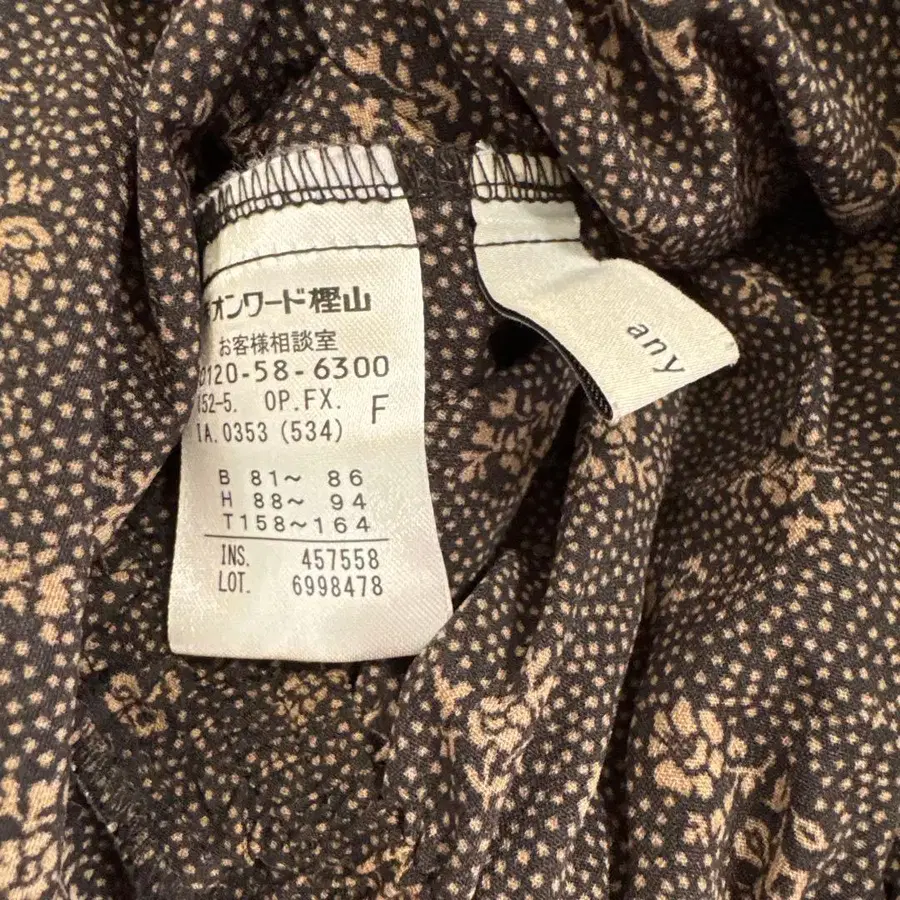 オンワード樫山
お客様相談室
0120-58-6300
152-5. OP.FX. F
IA.0353 (534)
B 81～ 86
H 88～ 94
T158～164
INS. 457558
LOT. 6998478
any